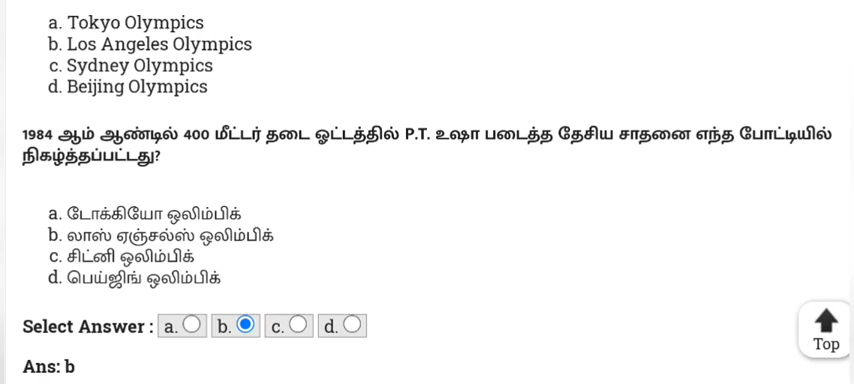 a. Tokyo Olympics
b. Los Angeles Olympics
c. Sydney Olympics
d. Beijing Olympics
1984 ஆம் ஆண்டில் 400 மீட்டர் தடை ஓட்டத்தில் P.T. உஷா படைத்த தேசிய சாதனை எந்த போட்டியில்
நிகழ்த்தப்பட்டது?
a. டோக்கியோ ஒலிம்பிக்
b. லாஸ் ஏஞ்சல்ஸ் ஒலிம்பிக்
c. சிட்னி ஒலிம்பிக்
d. பெய்ஜிங் ஒலிம்பிக்
Select Answer : a. b. c. d.
Top
Ans: b